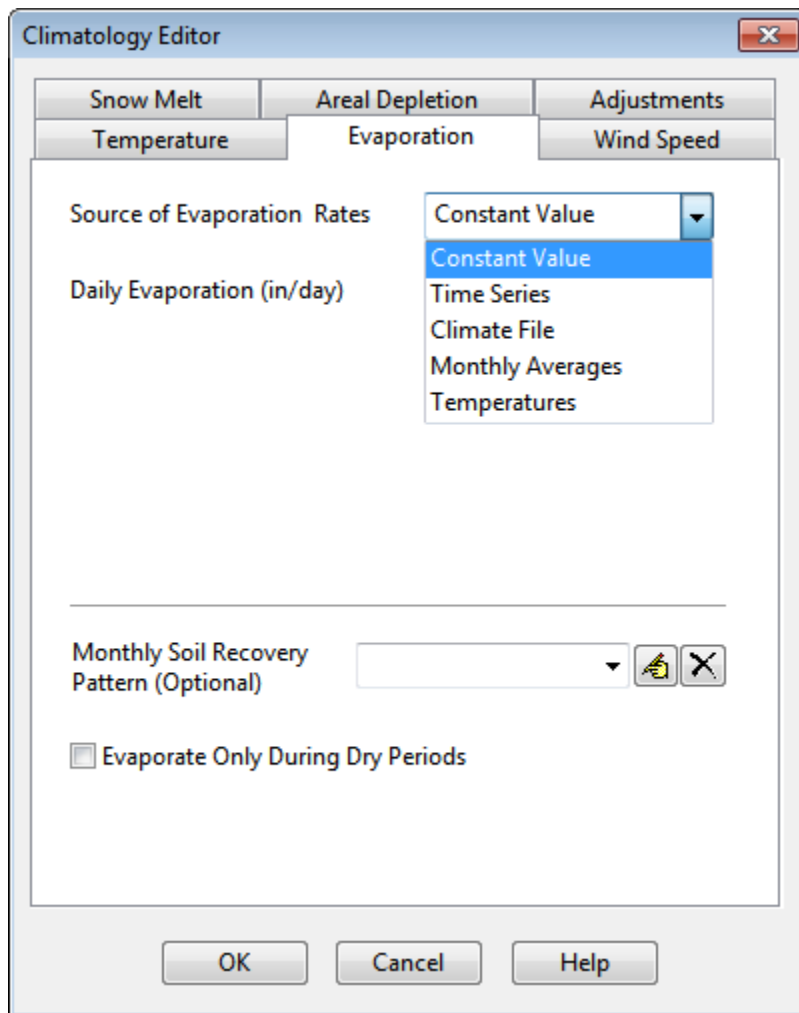 Climatology Editor
Snow Melt
Areal Depletion
Adjustments
Temperature
Evaporation
Wind Speed
Source of Evaporation  Rates
Constant Value
Constant Value
Time Series
Climate File
Monthly Averages
Temperatures
Daily Evaporation (in/day)
Monthly Soil Recovery
Pattern (Optional)
Evaporate Only During Dry Periods
OK
Cancel
Help